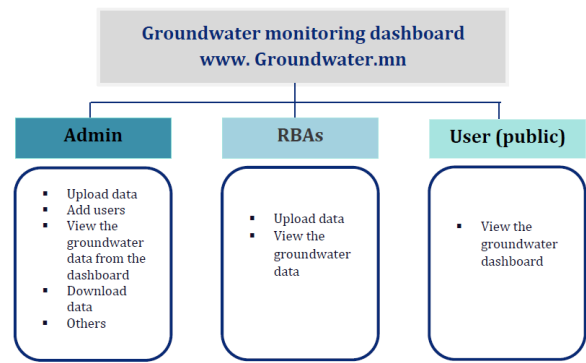 Groundwater monitoring dashboard
www. Groundwater.mn
Admin
▪ Upload data
▪ Add users
▪ View the
groundwater
data from the
dashboard
▪ Download
data
▪ Others
RBAs
▪ Upload data
▪ View the
groundwater
data
User (public)
▪ View the
groundwater
dashboard